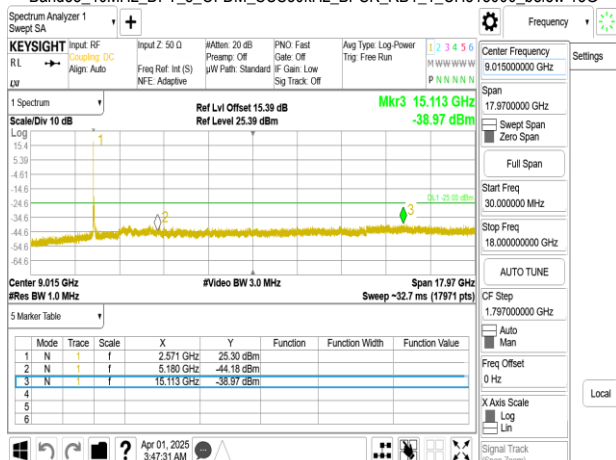 Spectrum Analyzer 1
Swept SA
Frequency
Settings
KEYSIGHT
RL
Input: RF
Coupling: DC
Align: Auto
Input Z: 50 Ω
Freq Ref: Int (S)
NFE: Adaptive
#Atten: 20 dB
Preamp: Off
µW Path: Standard
PNO: Fast
Gate: Off
IF Gain: Low
Sig Track: Off
Avg Type: Log-Power
Trig: Free Run
1 2 3 4 5 6
M W W W W W
P N N N N N
1 Spectrum
Scale/Div 10 dB
Ref Lvl Offset 15.39 dB
Ref Level 25.39 dBm
Mkr3 15.113 GHz
-38.97 dBm
Log
15.4
5.39
-4.61
-14.6
-24.6
-34.6
-44.6
-54.6
-64.6
1
2
3
DL1 -25.00 dBm
Center 9.015 GHz
#Res BW 1.0 MHz
#Video BW 3.0 MHz
Span 17.97 GHz
Sweep ~32.7 ms (17971 pts)
5 Marker Table
Mode Trace Scale X Y Function Function Width Function Value
1 N 1 f 2.571 GHz 25.30 dBm
2 N 1 f 5.180 GHz -44.18 dBm
3 N 1 f 15.113 GHz -38.97 dBm
4
5
6
Apr 01, 2025
3:47:31 AM
Center Frequency
9.015000000 GHz
Span
17.9700000 GHz
Swept Span
Zero Span
Full Span
Start Freq
30.000000 MHz
Stop Freq
18.000000000 GHz
AUTO TUNE
CF Step
1.797000000 GHz
Auto
Man
Freq Offset
0 Hz
X Axis Scale
Log
Lin
Signal Track
Local